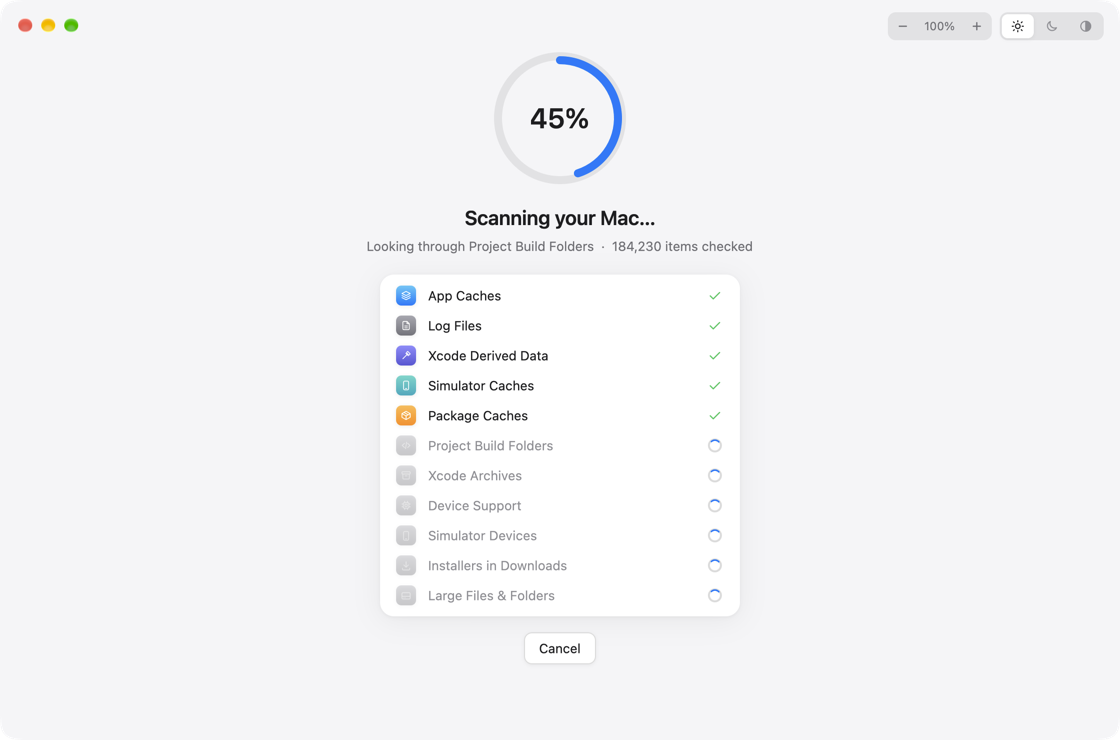 − 100% +
45%
Scanning your Mac...
Looking through Project Build Folders · 184,230 items checked
App Caches
Log Files
Xcode Derived Data
Simulator Caches
Package Caches
Project Build Folders
Xcode Archives
Device Support
Simulator Devices
Installers in Downloads
Large Files & Folders
Cancel